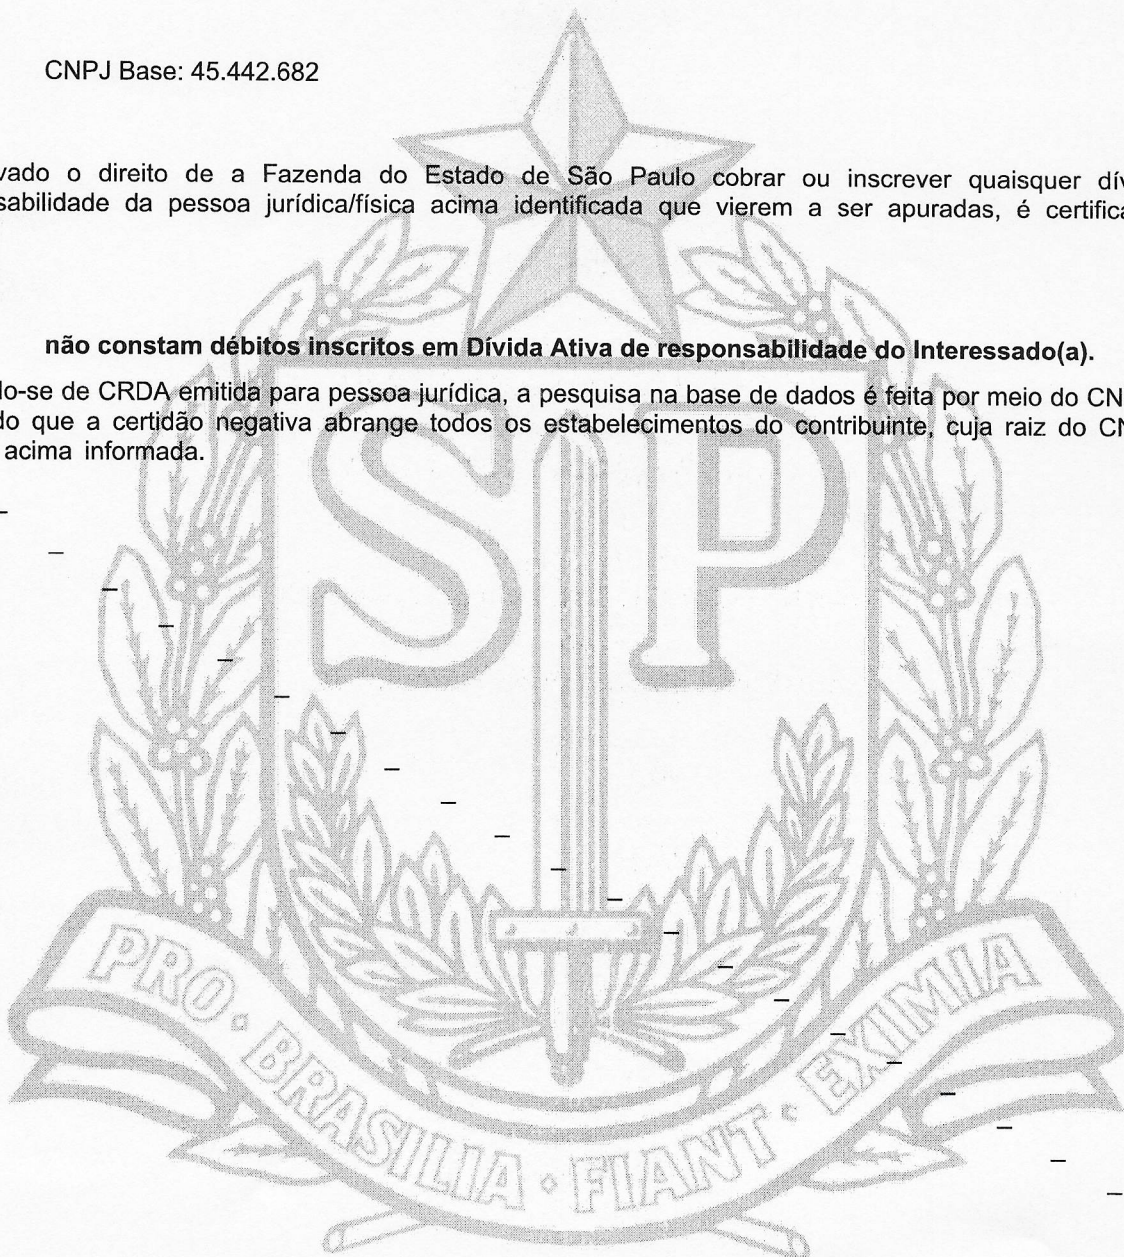 CNPJ Base: 45.442.682
vado o direito de a Fazenda do Estado de São Paulo cobrar ou inscrever quaisquer dív
sabilidade da pessoa jurídica/física acima identificada que vierem a ser apuradas, é certifica
não constam débitos inscritos em Dívida Ativa de responsabilidade do Interessado(a).
do-se de CRDA emitida para pessoa jurídica, a pesquisa na base de dados é feita por meio do CN
do que a certidão negativa abrange todos os estabelecimentos do contribuinte, cuja raiz do CN
acima informada.
SP
PRO · BRASILIA · FIANT · EXIMIA